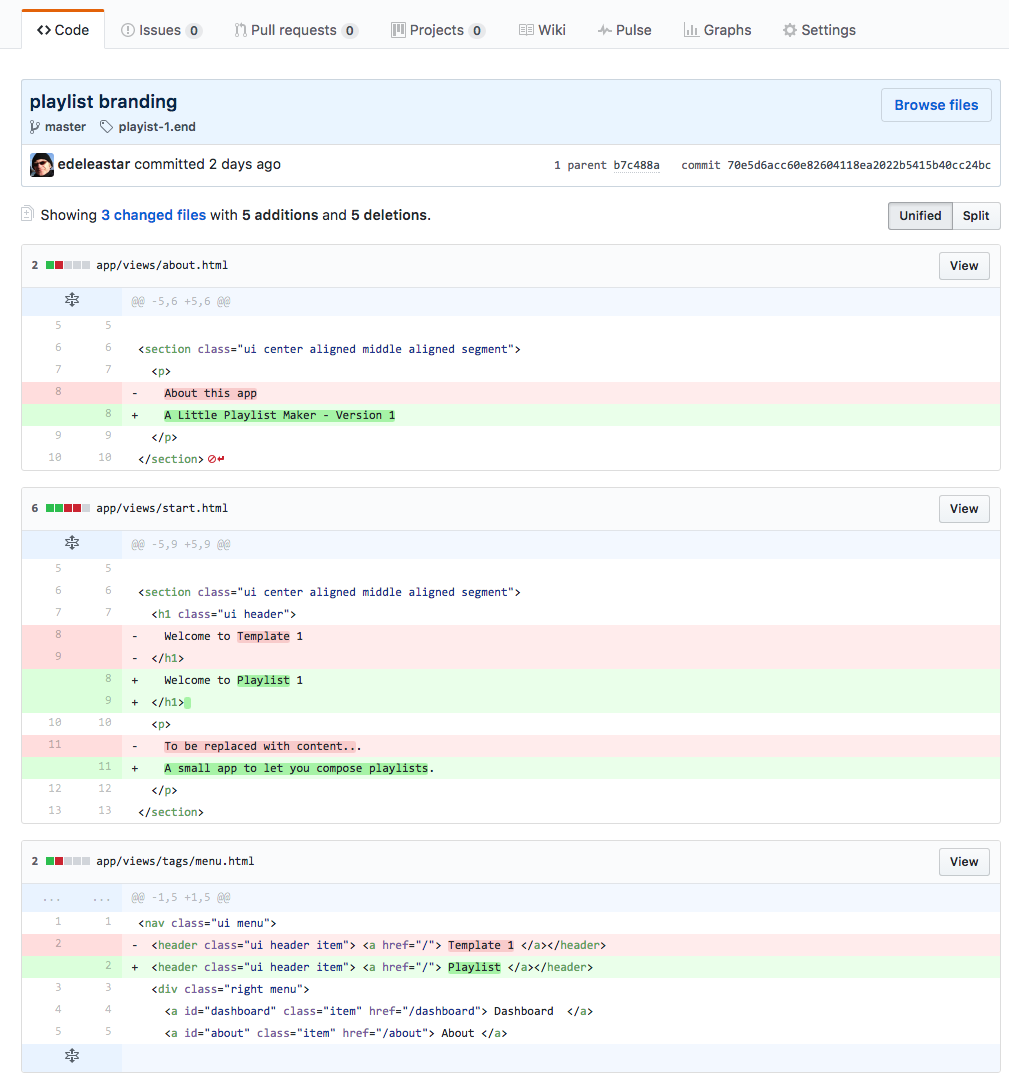 Code Issues 0 Pull requests 0 Projects 0 Wiki Pulse Graphs Settings
playlist branding
Browse files
master playist-1.end
edeleastar committed 2 days ago 1 parent b7c488a commit 70e5d6acc60e82604118ea2022b5415b40cc24bc
Showing 3 changed files with 5 additions and 5 deletions.
Unified Split
2 app/views/about.html View
@@ -5,6 +5,6 @@
5 5
6 6 <section class="ui center aligned middle aligned segment">
7 7 <p>
8 - About this app
8 + A Little Playlist Maker - Version 1
9 9 </p>
10 10 </section>
6 app/views/start.html View
@@ -5,9 +5,9 @@
5 5
6 6 <section class="ui center aligned middle aligned segment">
7 7 <h1 class="ui header">
8 - Welcome to Template 1
9 - </h1>
8 + Welcome to Playlist 1
9 + </h1>
10 10 <p>
11 - To be replaced with content...
11 + A small app to let you compose playlists.
12 12 </p>
13 13 </section>
2 app/views/tags/menu.html View
... ... @@ -1,5 +1,5 @@
1 1 <nav class="ui menu">
2 - <header class="ui header item"> <a href="/"> Template 1 </a></header>
2 + <header class="ui header item"> <a href="/"> Playlist </a></header>
3 3 <div class="right menu">
4 4 <a id="dashboard" class="item" href="/dashboard"> Dashboard </a>
5 5 <a id="about" class="item" href="/about"> About </a>